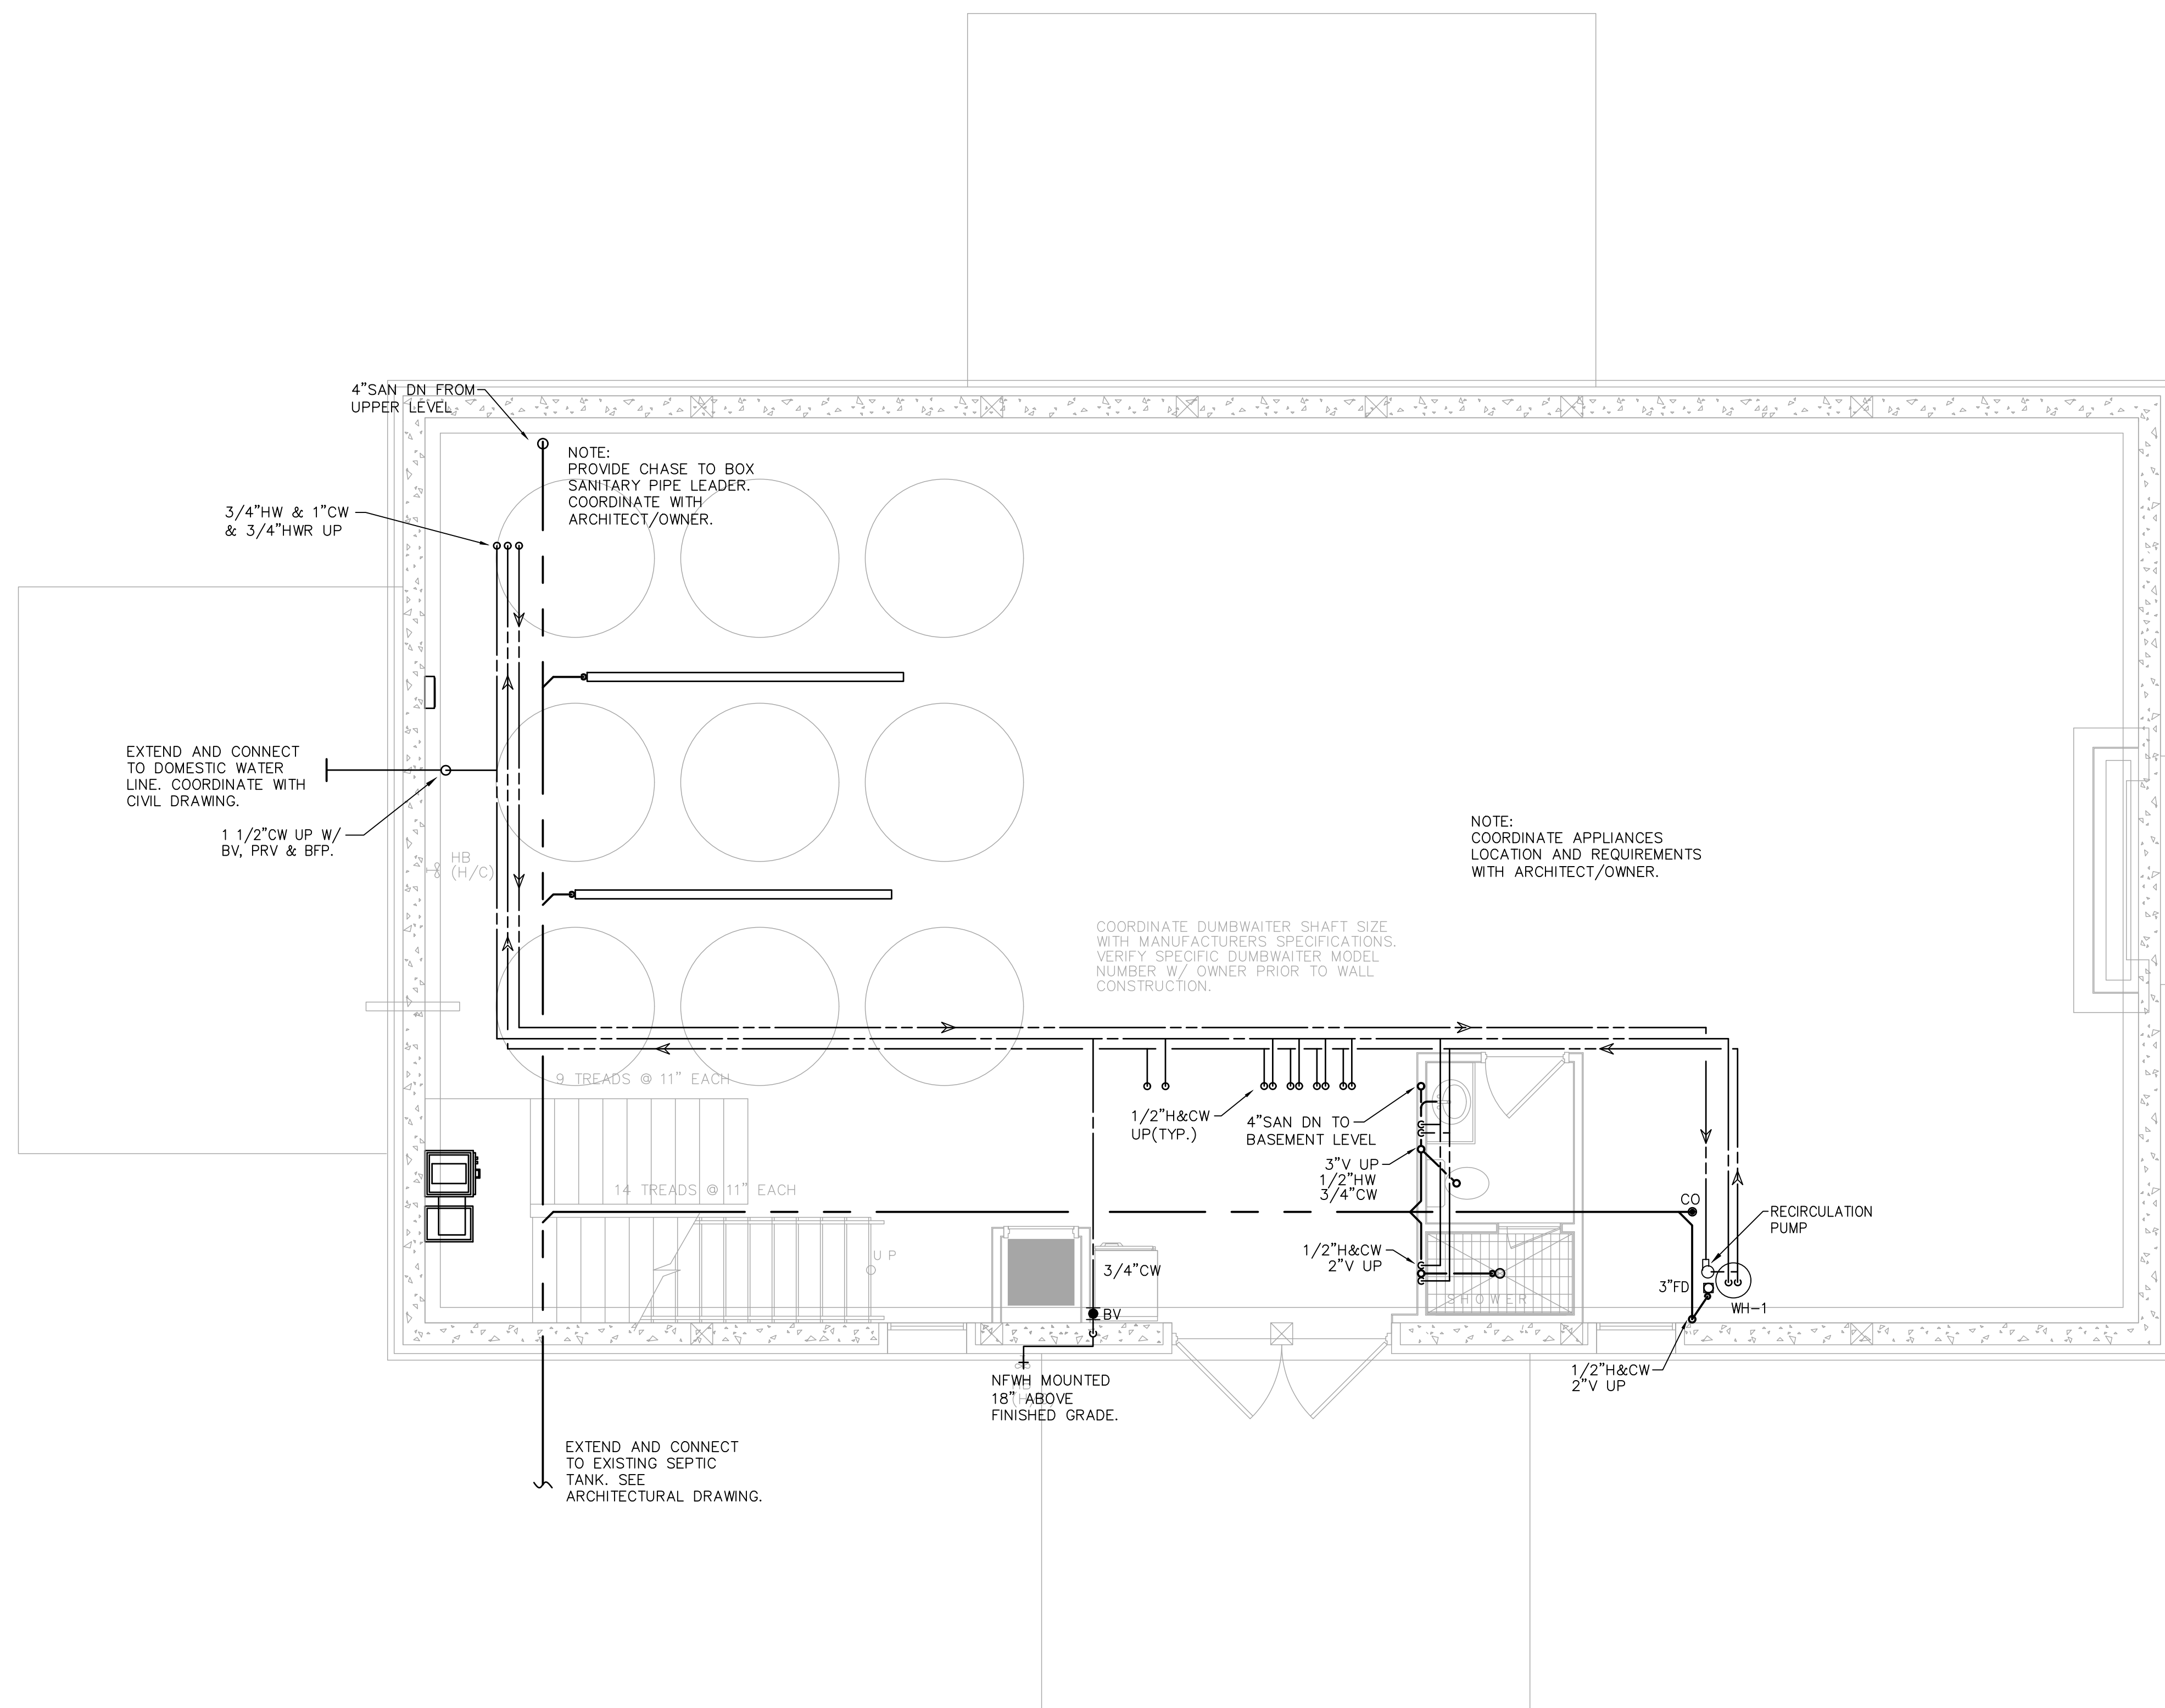 4"SAN DN FROM
UPPER LEVEL
NOTE:
PROVIDE CHASE TO BOX
SANITARY PIPE LEADER.
COORDINATE WITH
ARCHITECT/OWNER.
3/4"HW & 1"CW
& 3/4"HWR UP
EXTEND AND CONNECT
TO DOMESTIC WATER
LINE. COORDINATE WITH
CIVIL DRAWING.
1 1/2"CW UP W/
BV, PRV & BFP.
HB
(H/C)
NOTE:
COORDINATE APPLIANCES
LOCATION AND REQUIREMENTS
WITH ARCHITECT/OWNER.
COORDINATE DUMBWAITER SHAFT SIZE
WITH MANUFACTURERS SPECIFICATIONS.
VERIFY SPECIFIC DUMBWAITER MODEL
NUMBER W/ OWNER PRIOR TO WALL
CONSTRUCTION.
9 TREADS @ 11" EACH
14 TREADS @ 11" EACH
UP
1/2"H&CW
UP(TYP.)
4"SAN DN TO
BASEMENT LEVEL
3"V UP
1/2"HW
3/4"CW
1/2"H&CW
2"V UP
SHOWER
CO
RECIRCULATION
PUMP
3"FD
WH-1
3/4"CW
BV
NFWH MOUNTED
18" ABOVE
FINISHED GRADE.
1/2"H&CW
2"V UP
EXTEND AND CONNECT
TO EXISTING SEPTIC
TANK. SEE
ARCHITECTURAL DRAWING.